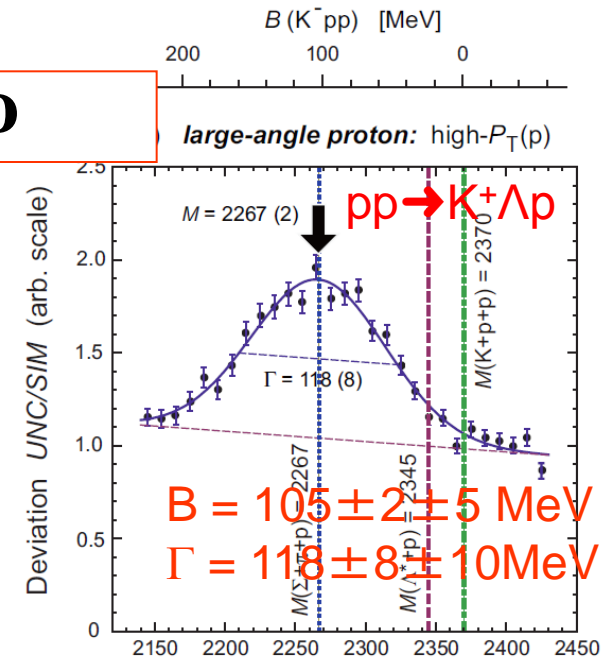 B (K⁻pp) [MeV]
200 100 0
p
) large-angle proton: high-P_T(p)
2.5
M = 2267 (2)
pp→K⁺Λp
2.0
1.5
Γ = 118 (8)
1.0
0.5
0
Deviation UNC/SIM (arb. scale)
M(Σ+π+p) = 2267
M(Λ*+p) = 2345
M(K+p+p) = 2370
B = 105±2±5 MeV
Γ = 118±8±10MeV
2150 2200 2250 2300 2350 2400 2450